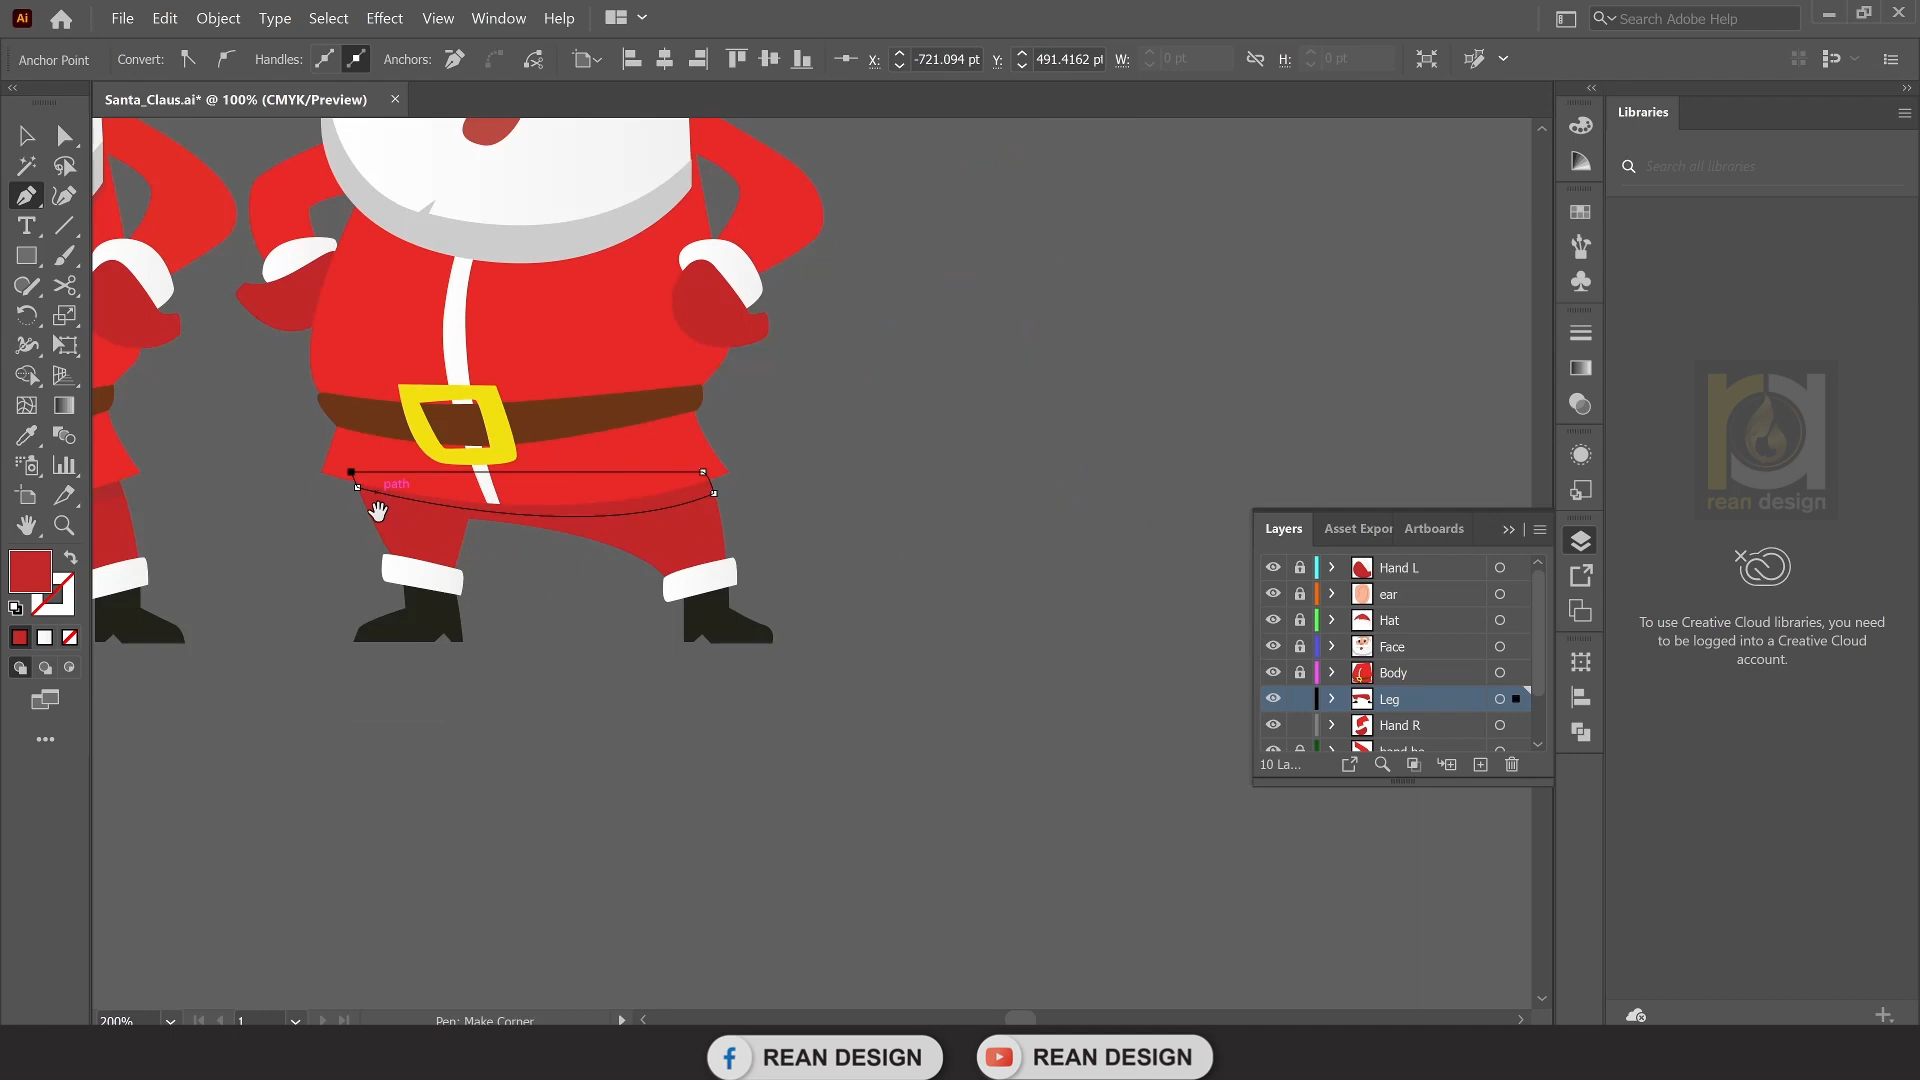 Ai File Edit Object Type Select Effect View Window Help Search Adobe Help
Anchor Point Convert: Handles: Anchors: X: -721.094 pt Y: 491.4162 pt W: 0 pt H: 0 pt
Santa_Claus.ai* @ 100% (CMYK/Preview)
Libraries
Search all libraries
path
rean design
Layers Asset Expor Artboards
Hand L
ear
Hat
Face
Body
Leg
Hand R
10 La...
To use Creative Cloud libraries, you need
to be logged into a Creative Cloud
account.
200% 1 Pen: Make Corner
REAN DESIGN REAN DESIGN